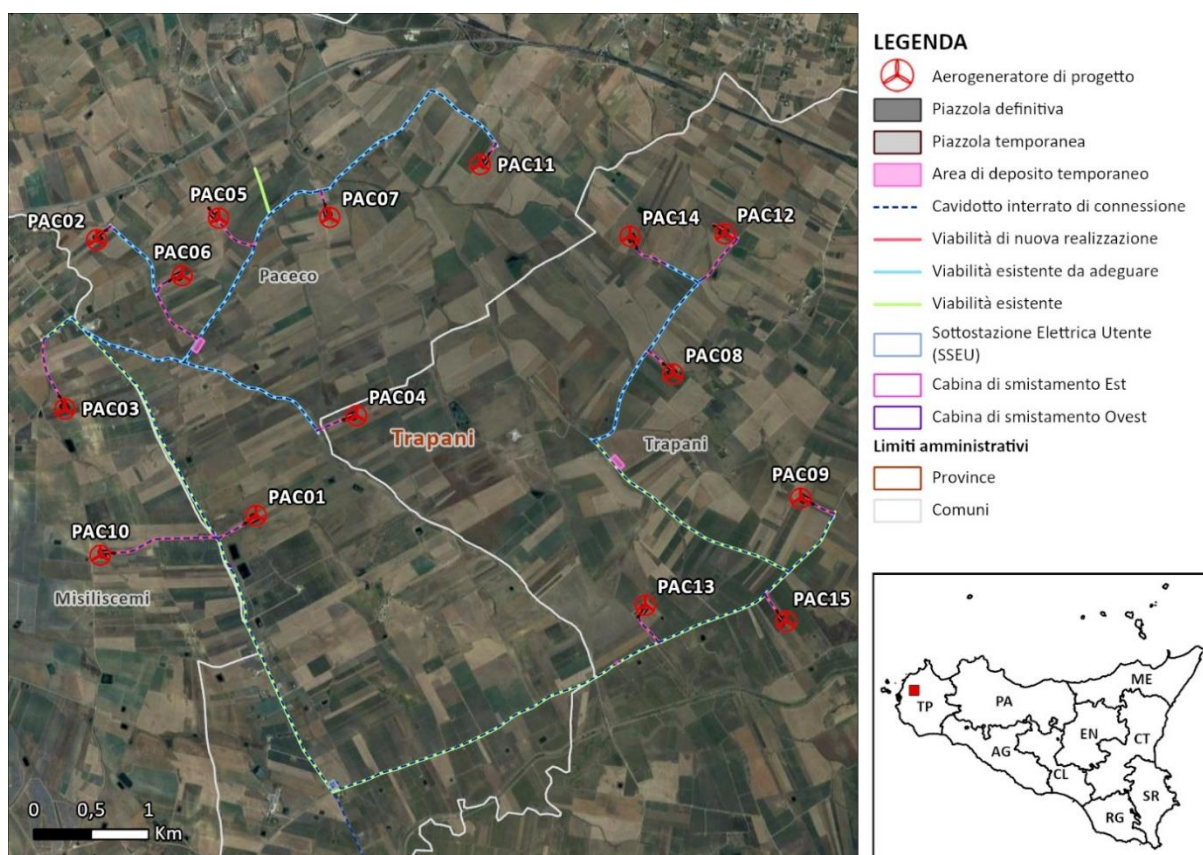 PAC11
PAC05
PAC07
PAC02
PAC14
PAC12
PAC06
Paceco
PAC08
PAC03
PAC04
Trapani
Trapani
PAC09
PAC01
PAC10
PAC13
PAC15
Misiliscemi
0 0,5 1
Km
LEGENDA
Aerogeneratore di progetto
Piazzola definitiva
Piazzola temporanea
Area di deposito temporaneo
Cavidotto interrato di connessione
Viabilità di nuova realizzazione
Viabilità esistente da adeguare
Viabilità esistente
Sottostazione Elettrica Utente
(SSEU)
Cabina di smistamento Est
Cabina di smistamento Ovest
Limiti amministrativi
Province
Comuni
ME
TP
PA
EN
CT
AG
CL
SR
RG